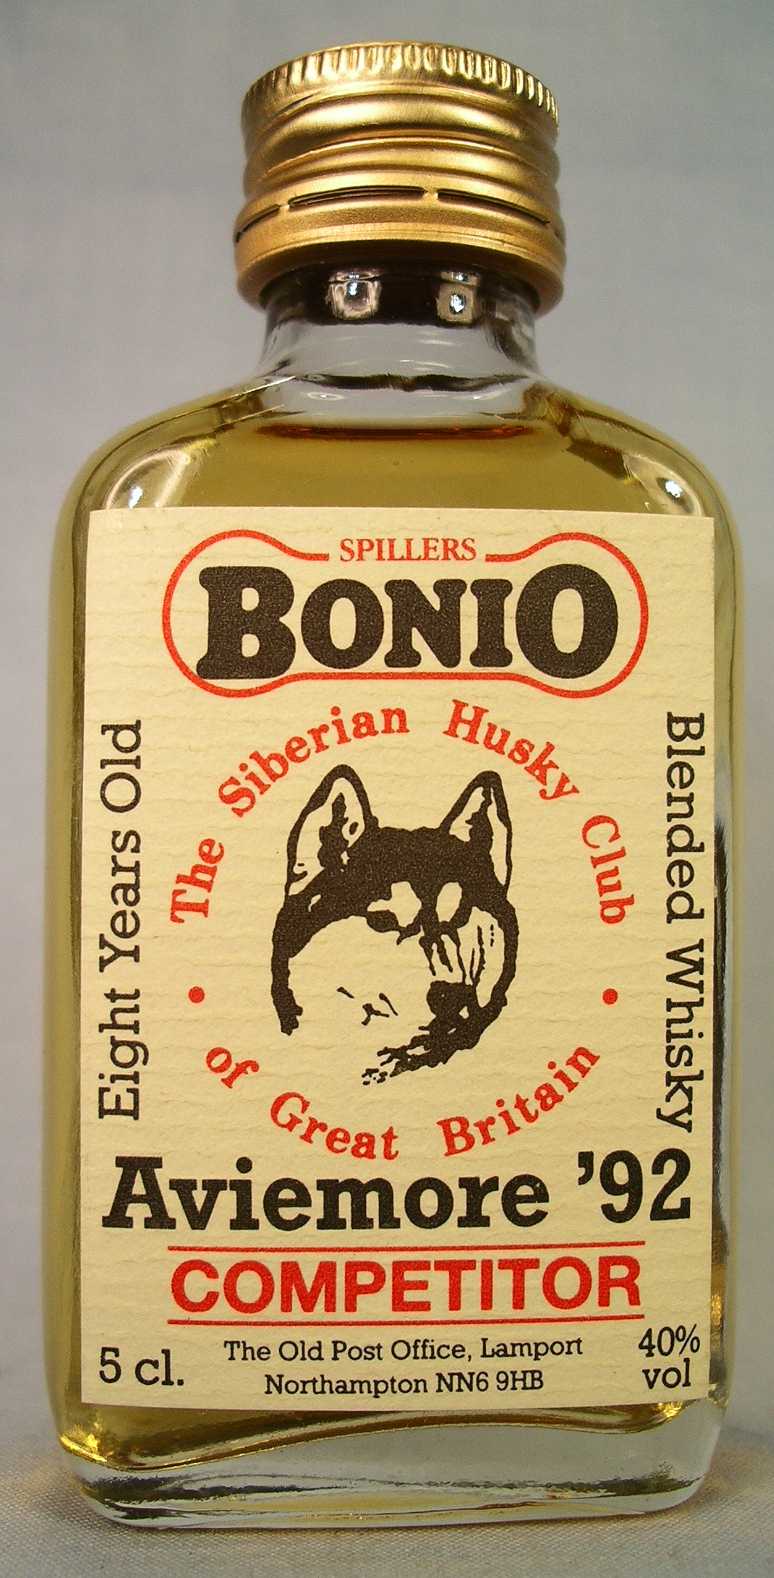 SPILLERS
BONIO
The Siberian Husky Club
• of Great Britain •
Eight Years Old
Blended Whisky
Aviemore ’92
COMPETITOR
5 cl.
The Old Post Office, Lamport
Northampton NN6 9HB
40%
vol